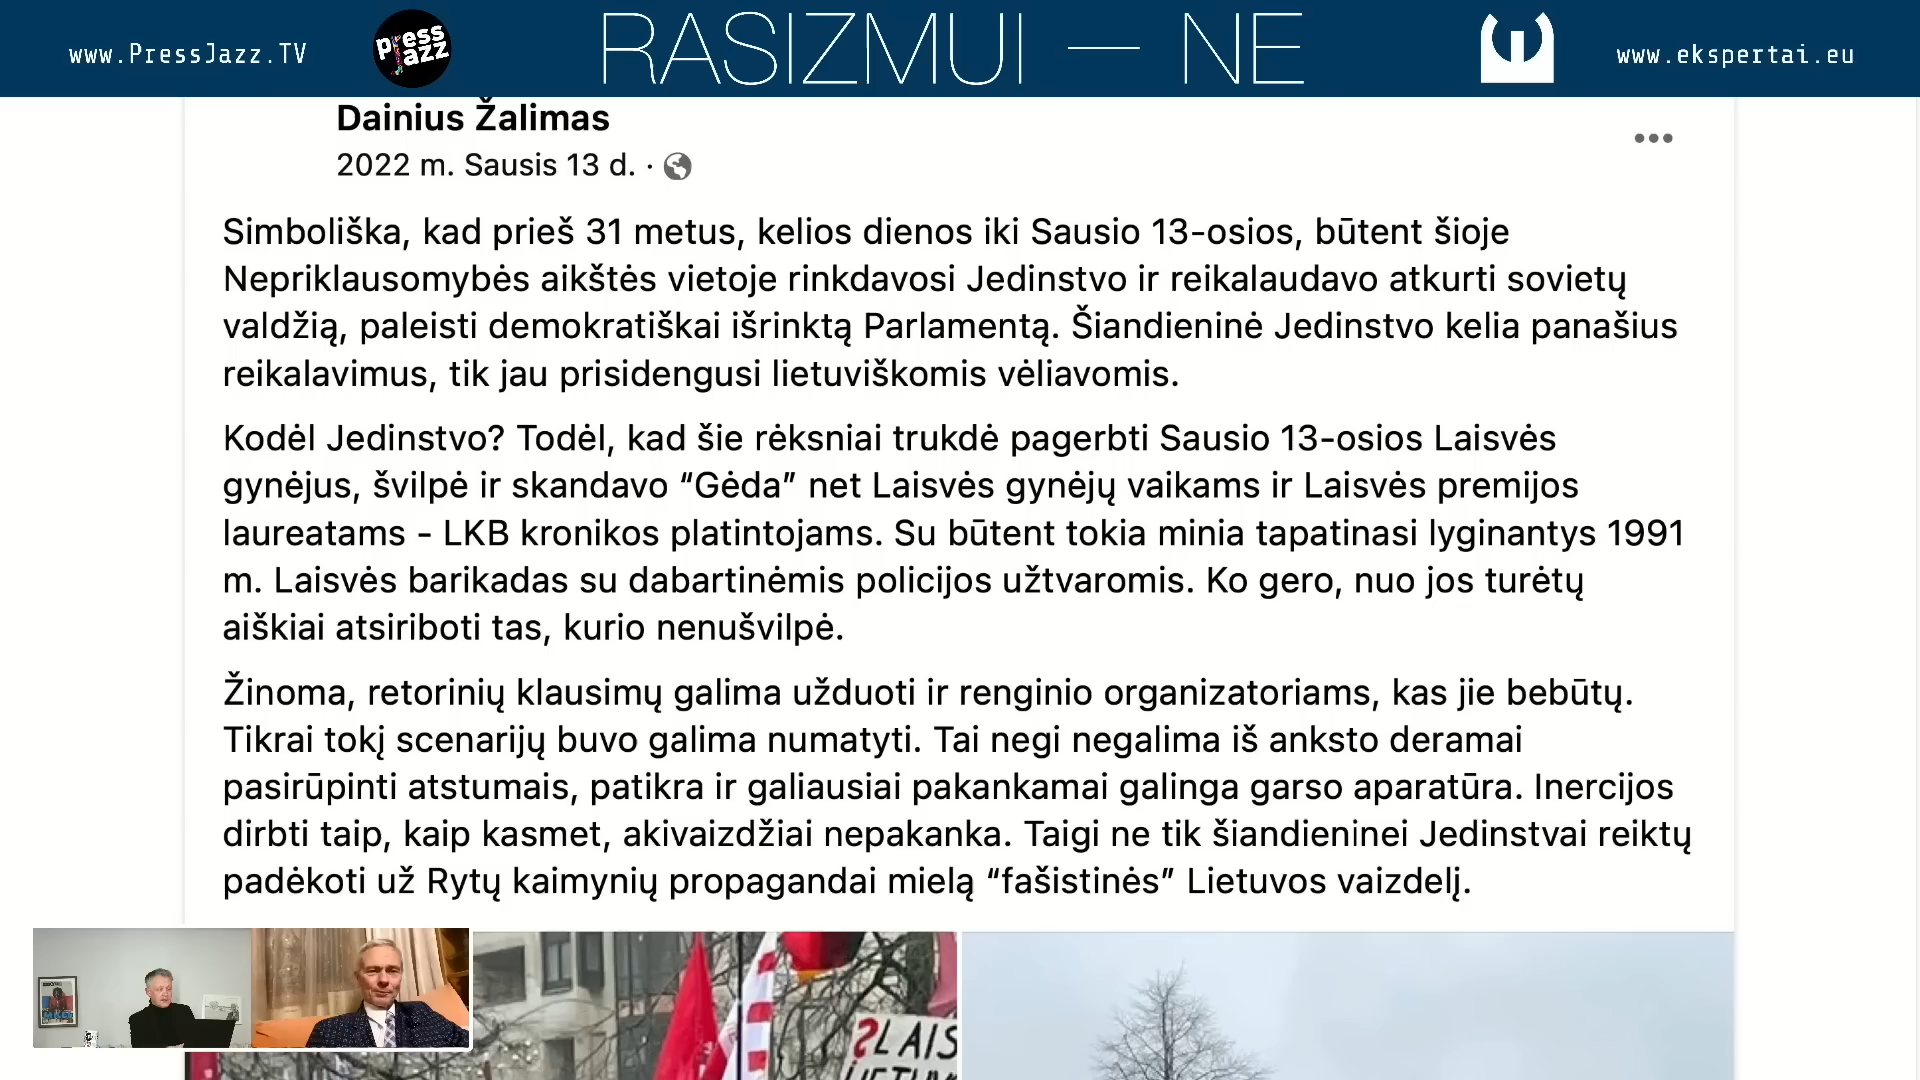 www.PressJazz.TV
press jazz
RASIZMUI — NE
www.ekspertai.eu
Dainius Žalimas
2022 m. Sausis 13 d. ·
Simboliška, kad prieš 31 metus, kelios dienos iki Sausio 13-osios, būtent šioje
Nepriklausomybės aikštės vietoje rinkdavosi Jedinstvo ir reikalaudavo atkurti sovietų
valdžią, paleisti demokratiškai išrinktą Parlamentą. Šiandieninė Jedinstvo kelia panašius
reikalavimus, tik jau prisidengusi lietuviškomis vėliavomis.
Kodėl Jedinstvo? Todėl, kad šie rėksniai trukdė pagerbti Sausio 13-osios Laisvės
gynėjus, švilpė ir skandavo “Gėda” net Laisvės gynėjų vaikams ir Laisvės premijos
laureatams - LKB kronikos platintojams. Su būtent tokia minia tapatinasi lyginantys 1991
m. Laisvės barikadas su dabartinėmis policijos užtvaromis. Ko gero, nuo jos turėtų
aiškiai atsiriboti tas, kurio nenušvilpė.
Žinoma, retorinių klausimų galima užduoti ir renginio organizatoriams, kas jie bebūtų.
Tikrai tokį scenarijų buvo galima numatyti. Tai negi negalima iš anksto deramai
pasirūpinti atstumais, patikra ir galiausiai pakankamai galinga garso aparatūra. Inercijos
dirbti taip, kaip kasmet, akivaizdžiai nepakanka. Taigi ne tik šiandieninei Jedinstvai reiktų
padėkoti už Rytų kaimynių propagandai mielą “fašistinės” Lietuvos vaizdelį.
LAIS